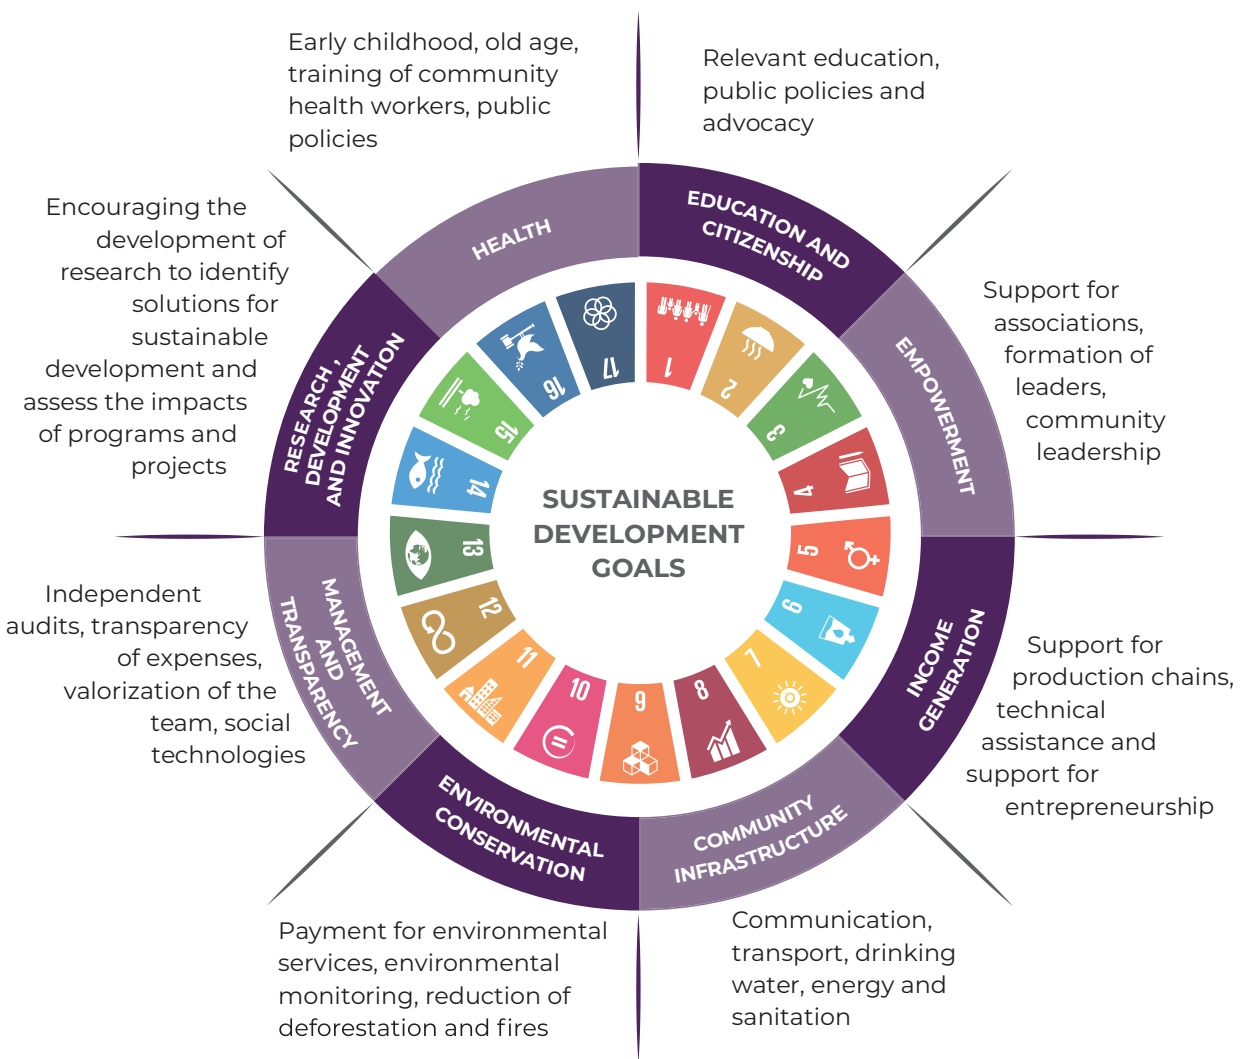 Early childhood, old age,
training of community
health workers, public
policies
Relevant education,
public policies and
advocacy
Encouraging the
development of
research to identify
solutions for
sustainable
development and
assess the impacts
of programs and
projects
Support for
associations,
formation of
leaders,
community
leadership
Independent
audits, transparency
of expenses,
valorization of the
team, social
technologies
Support for
production chains,
technical
assistance and
support for
entrepreneurship
Payment for environmental
services, environmental
monitoring, reduction of
deforestation and fires
Communication,
transport, drinking
water, energy and
sanitation
HEALTH
EDUCATION AND
CITIZENSHIP
EMPOWERMENT
INCOME
GENERATION
COMMUNITY
INFRASTRUCTURE
ENVIRONMENTAL
CONSERVATION
MANAGEMENT
AND
TRANSPARENCY
RESEARCH,
DEVELOPMENT
AND INNOVATION
1
2
3
4
5
6
7
8
9
10
11
12
13
14
15
16
17
SUSTAINABLE
DEVELOPMENT
GOALS